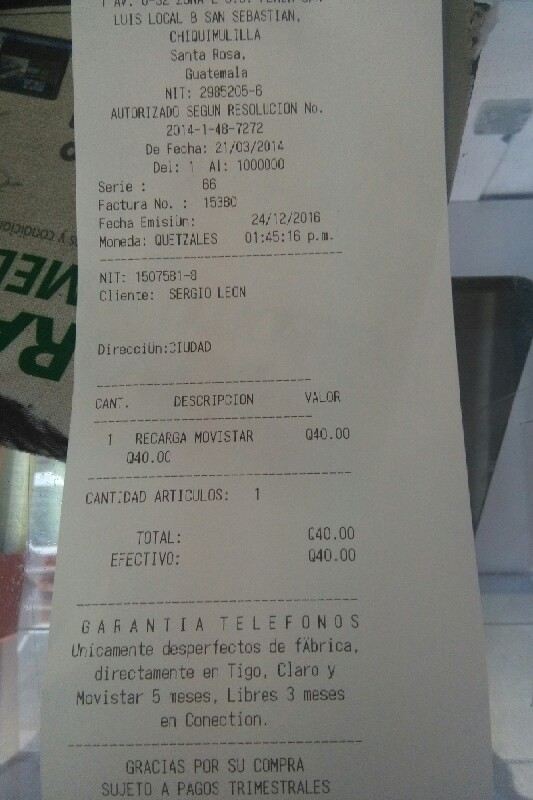 LUIS LOCAL B SAN SEBASTIAN,
CHIQUIMULILLA
Santa Rosa,
Guatemala
NIT: 2985205-6
AUTORIZADO SEGUN RESOLUCION No.
2014-1-48-7272
De Fecha: 21/03/2014
Del: 1 Al: 1000000
Serie : 66
Factura No. : 15380
Fecha Emisiün: 24/12/2016
Moneda: QUETZALES 01:45:16 p.m.
NIT: 1507581-8
Cliente: SERGIO LEON
Direcciün:CIUDAD
CANT. DESCRIPCION VALOR
1 RECARGA MOVISTAR Q40.00
Q40.00
CANTIDAD ARTICULOS: 1
TOTAL: Q40.00
EFECTIVO: Q40.00
GARANTIA TELEFONOS
Unicamente desperfectos de fÁbrica,
directamente en Tigo, Claro y
Movistar 5 meses, Libres 3 meses
en Conection.
GRACIAS POR SU COMPRA
SUJETO A PAGOS TRIMESTRALES